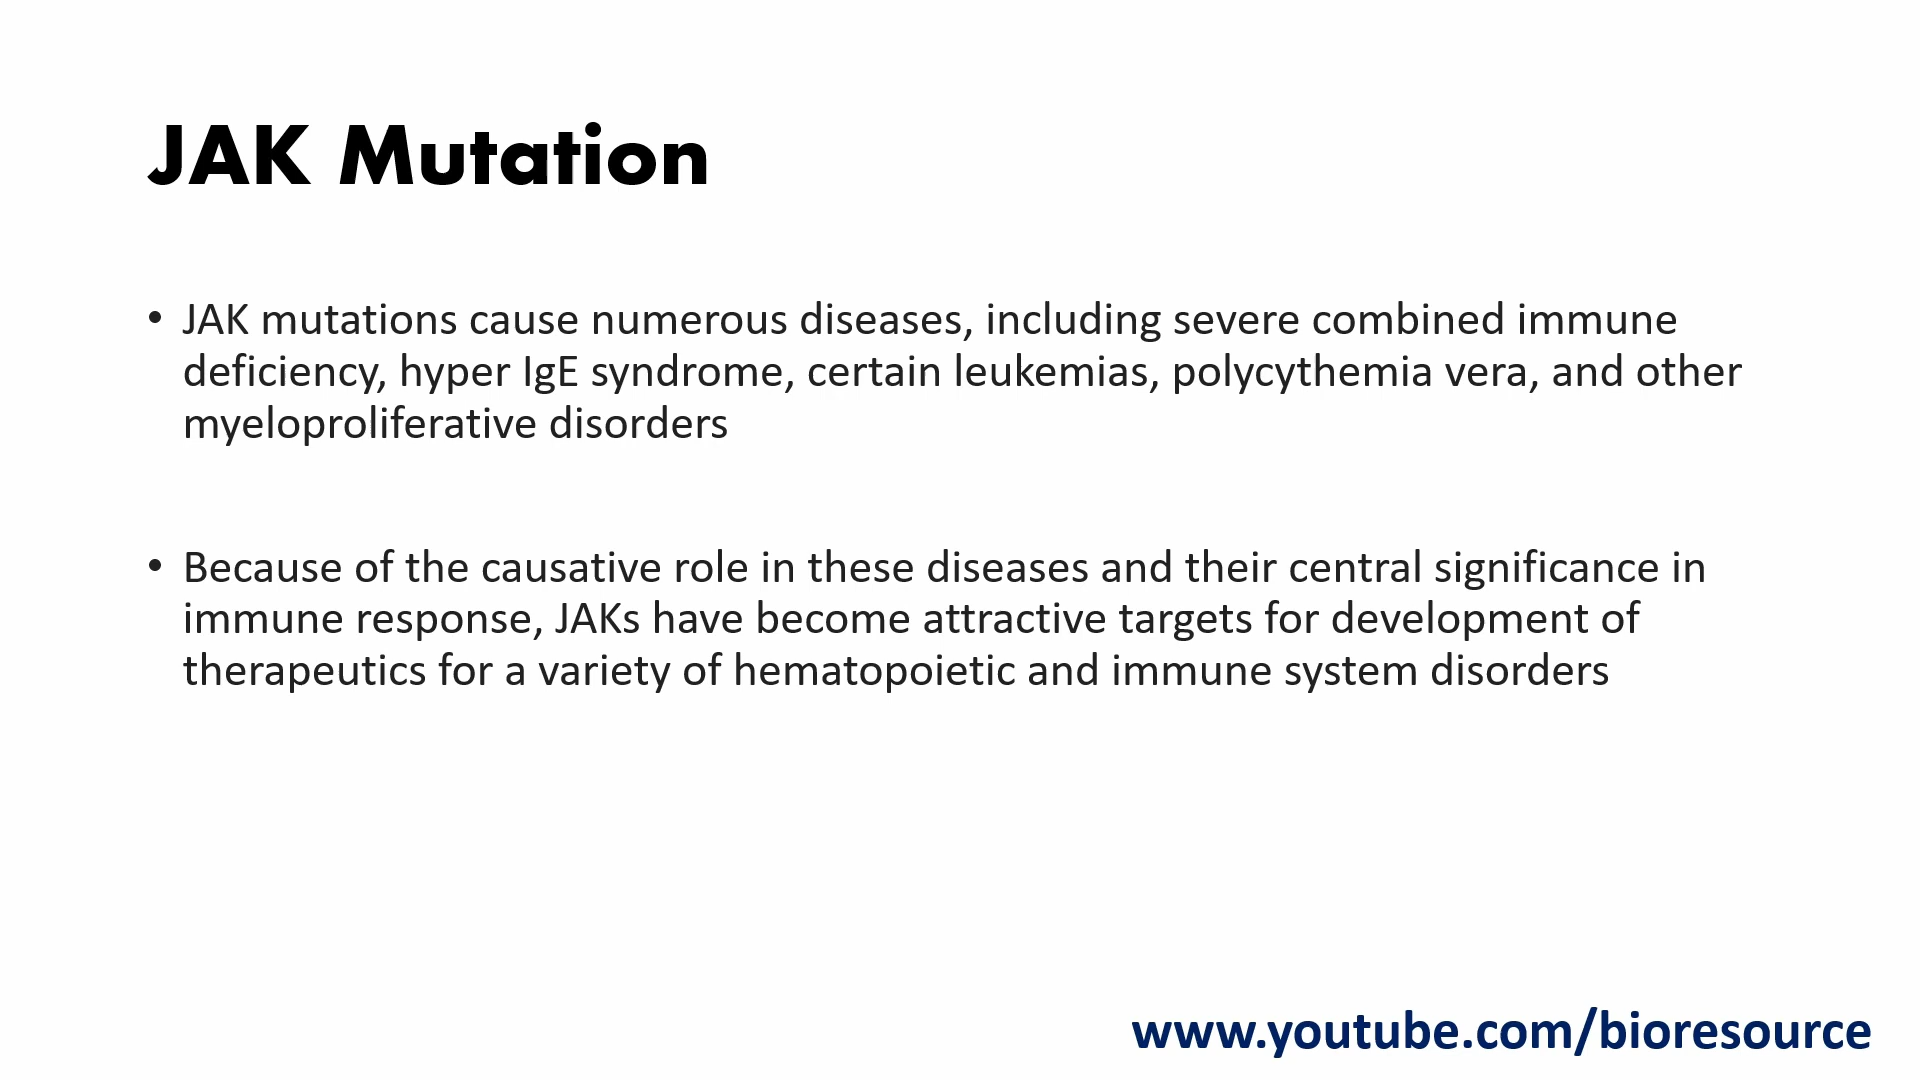 JAK Mutation
• JAK mutations cause numerous diseases, including severe combined immune
deficiency, hyper IgE syndrome, certain leukemias, polycythemia vera, and other
myeloproliferative disorders
• Because of the causative role in these diseases and their central significance in
immune response, JAKs have become attractive targets for development of
therapeutics for a variety of hematopoietic and immune system disorders
www.youtube.com/bioresource